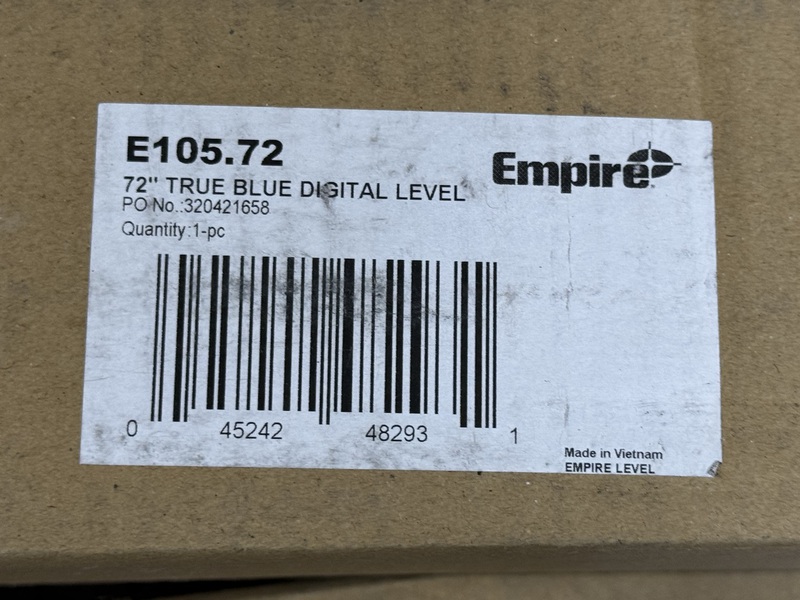 E105.72
Empire
72" TRUE BLUE DIGITAL LEVEL
PO No.:320421658
Quantity:1-pc
0 45242 48293 1
Made in Vietnam
EMPIRE LEVEL